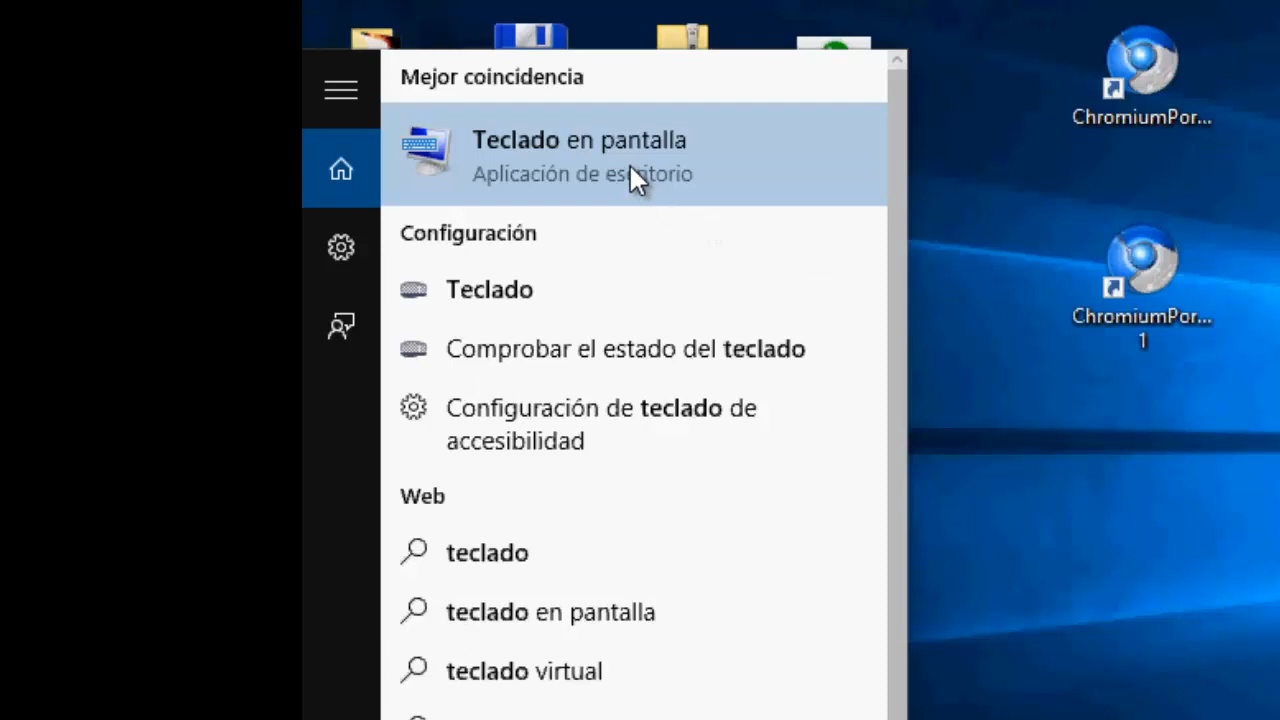 Mejor coincidencia
Teclado en pantalla
Aplicación de escritorio
Configuración
Teclado
Comprobar el estado del teclado
Configuración de teclado de
accesibilidad
Web
teclado
teclado en pantalla
teclado virtual
ChromiumPor...
ChromiumPor...
1